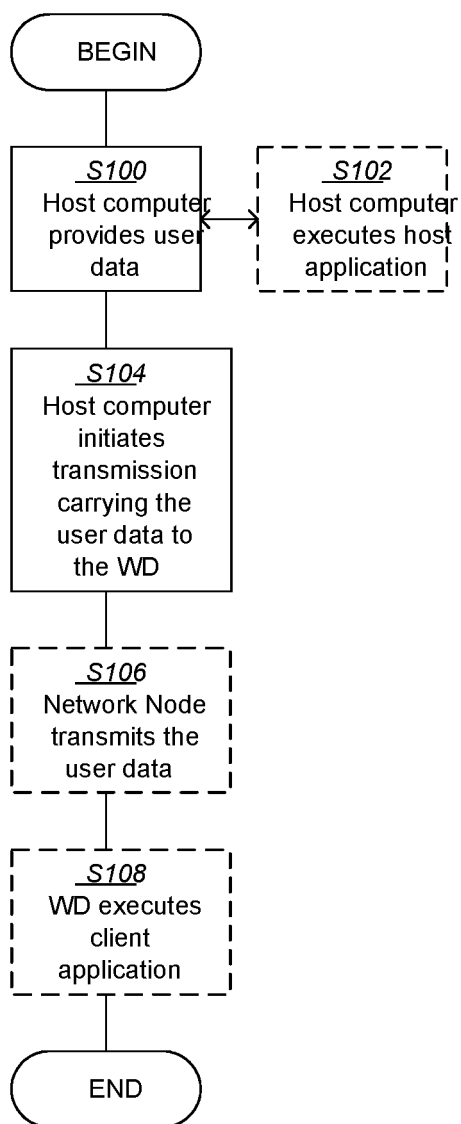 BEGIN
S100
Host computer
provides user
data
S102
Host computer
executes host
application
S104
Host computer
initiates
transmission
carrying the
user data to
the WD
S106
Network Node
transmits the
user data
S108
WD executes
client
application
END